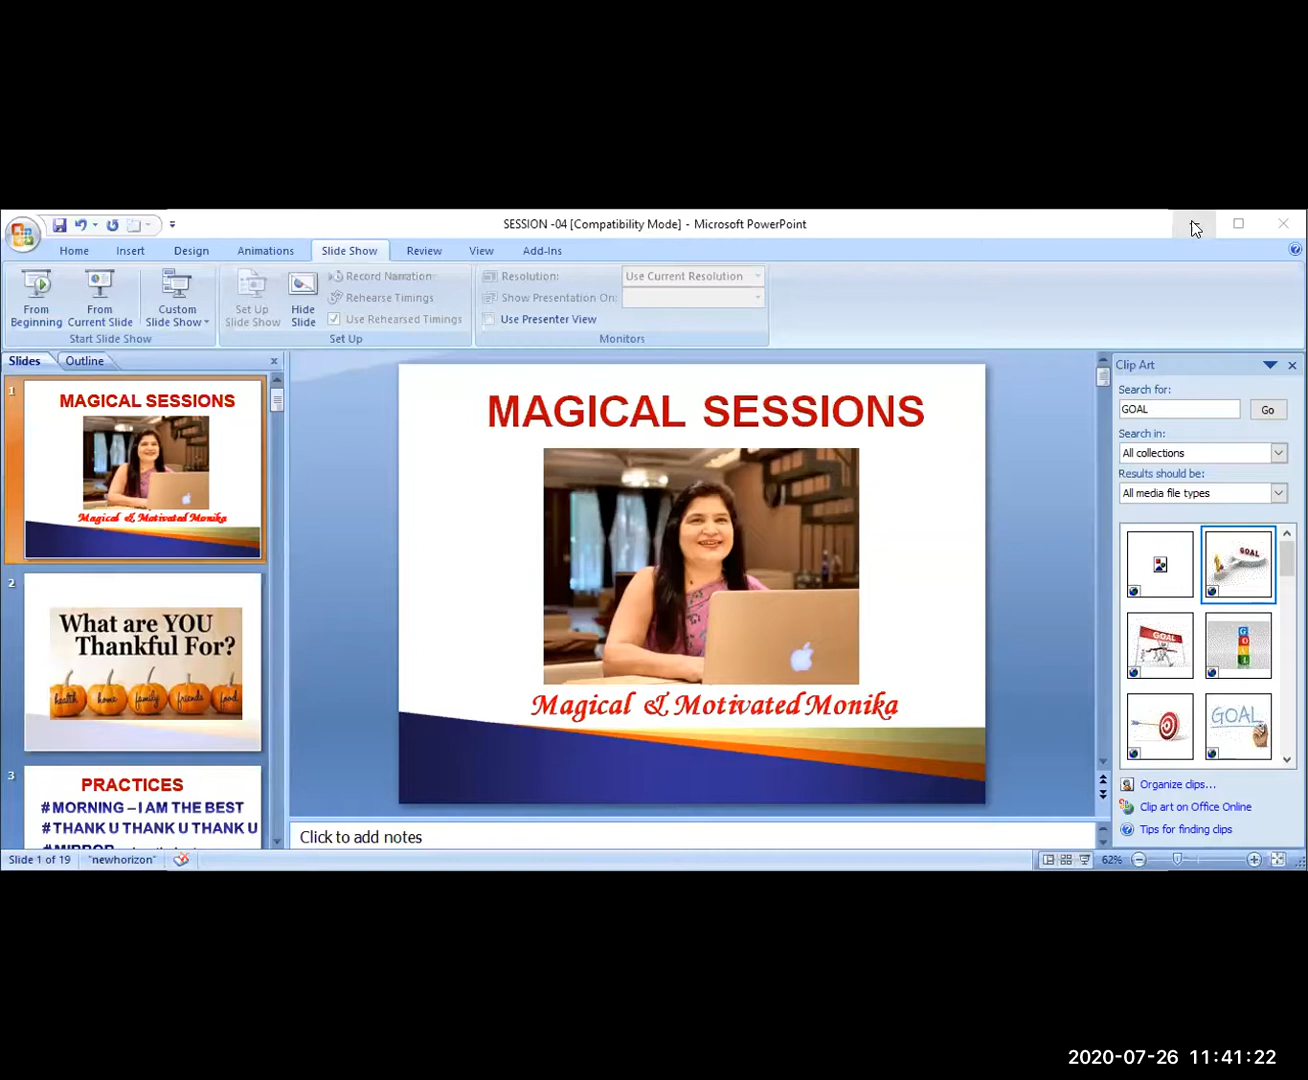 SESSION -04 [Compatibility Mode] - Microsoft PowerPoint
Home Insert Design Animations Slide Show Review View Add-Ins
From Beginning
From Current Slide
Custom Slide Show
Start Slide Show
Set Up Slide Show
Hide Slide
Record Narration
Rehearse Timings
Use Rehearsed Timings
Set Up
Resolution: Use Current Resolution
Show Presentation On:
Use Presenter View
Monitors
Slides Outline
1
MAGICAL SESSIONS
Magical & Motivated Monika
2
What are YOU
Thankful For?
health home family friends food
3
PRACTICES
# MORNING – I AM THE BEST
# THANK U THANK U THANK U
MAGICAL SESSIONS
Magical & Motivated Monika
Click to add notes
Clip Art
Search for:
GOAL Go
Search in:
All collections
Results should be:
All media file types
GOAL
GOAL
GOAL
GOAL
Organize clips...
Clip art on Office Online
Tips for finding clips
Slide 1 of 19 "newhorizon" 62%
2020-07-26 11:41:22